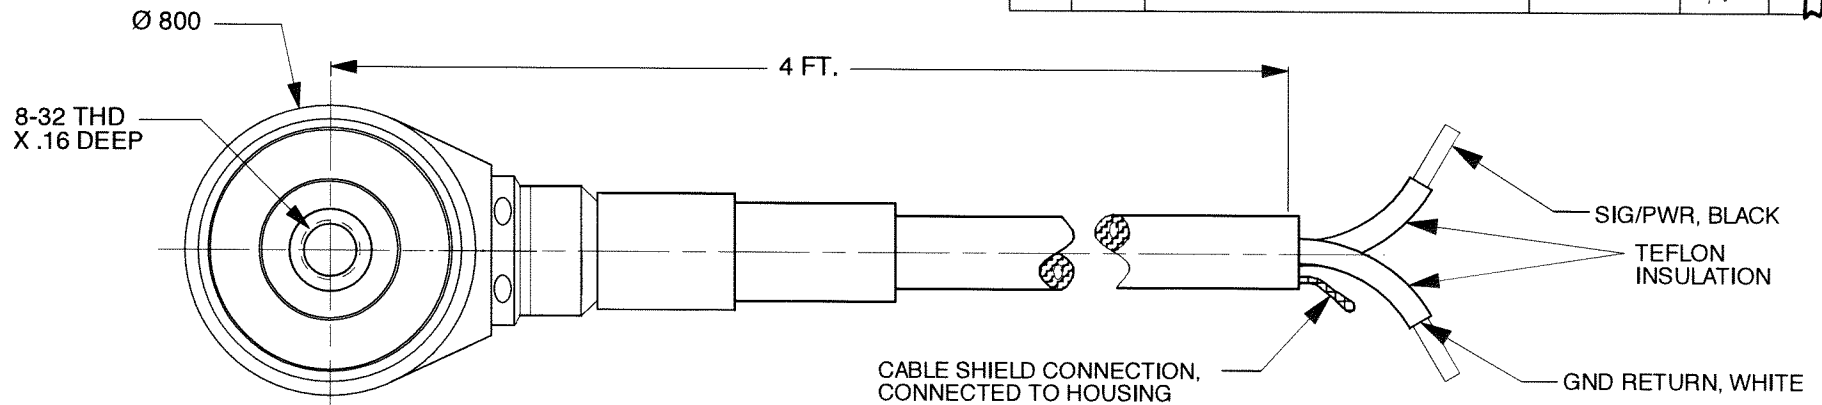 Ø 800
4 FT.
8-32 THD
X .16 DEEP
SIG/PWR, BLACK
TEFLON
INSULATION
CABLE SHIELD CONNECTION,
CONNECTED TO HOUSING
GND RETURN, WHITE